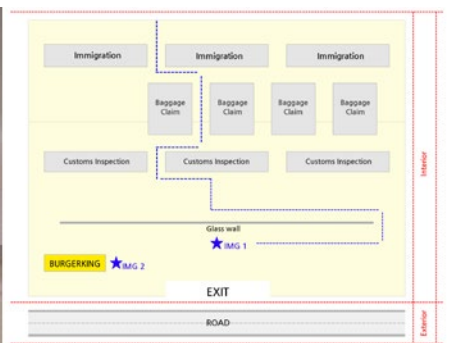 Immigration
Immigration
Immigration
Baggage
Claim
Baggage
Claim
Baggage
Claim
Baggage
Claim
Customs Inspection
Customs Inspection
Customs Inspection
Interior
Glass wall
IMG 1
BURGERKING
IMG 2
EXIT
ROAD
Exterior